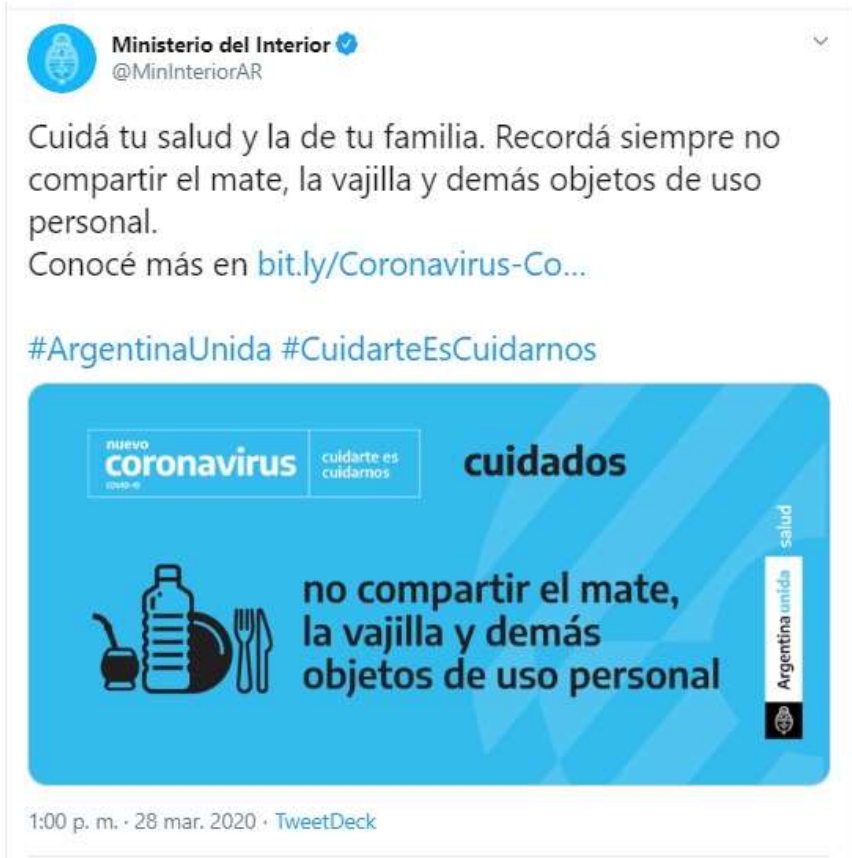 Ministerio del Interior
@MinInteriorAR
Cuidá tu salud y la de tu familia. Recordá siempre no
compartir el mate, la vajilla y demás objetos de uso
personal.
Conocé más en bit.ly/Coronavirus-Co...
#ArgentinaUnida #CuidarteEsCuidarnos
nuevo
coronavirus
COVID-19
cuidarte es
cuidarnos
cuidados
no compartir el mate,
la vajilla y demás
objetos de uso personal
Argentina unida salud
1:00 p. m. · 28 mar. 2020 · TweetDeck